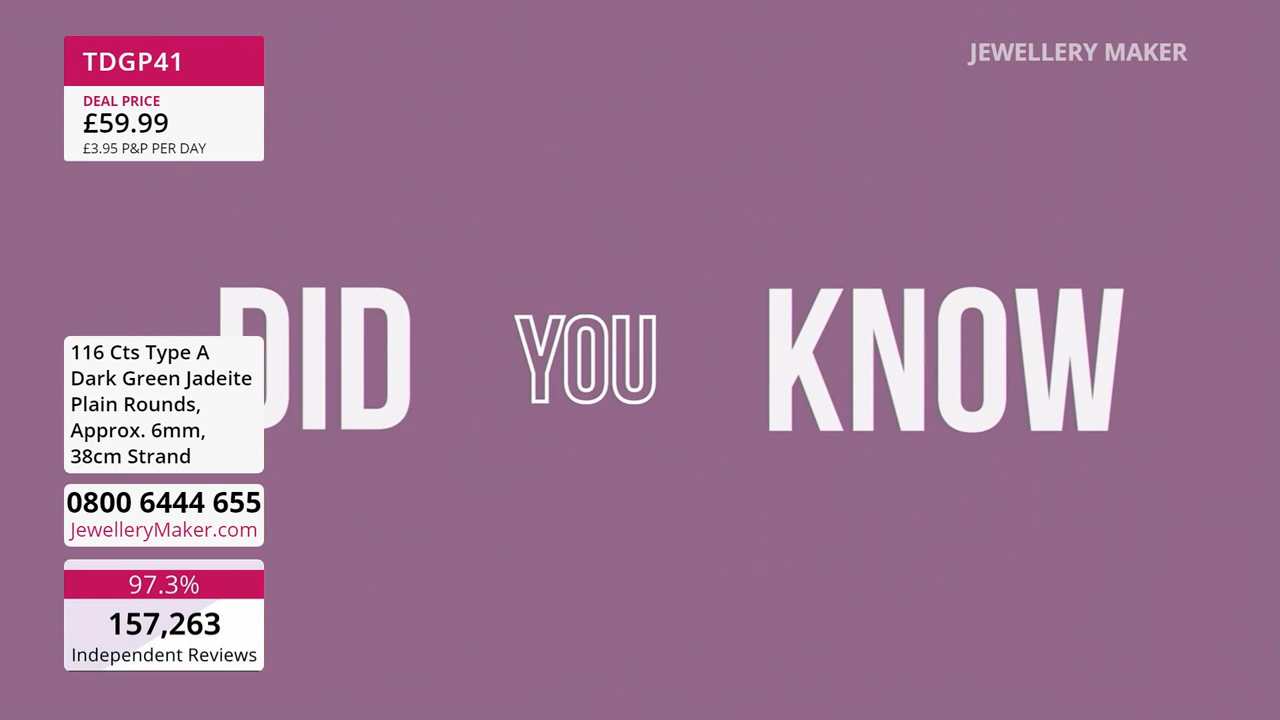 TDGP41
DEAL PRICE
£59.99
£3.95 P&P PER DAY
JEWELLERY MAKER
DID YOU KNOW
116 Cts Type A
Dark Green Jadeite
Plain Rounds,
Approx. 6mm,
38cm Strand
0800 6444 655
JewelleryMaker.com
97.3%
157,263
Independent Reviews